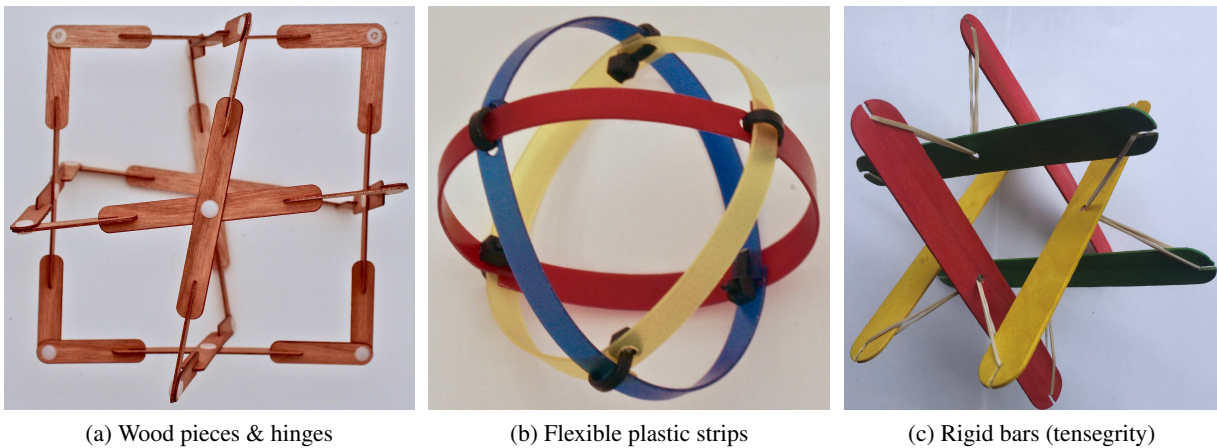 (a) Wood pieces & hinges
(b) Flexible plastic strips
(c) Rigid bars (tensegrity)